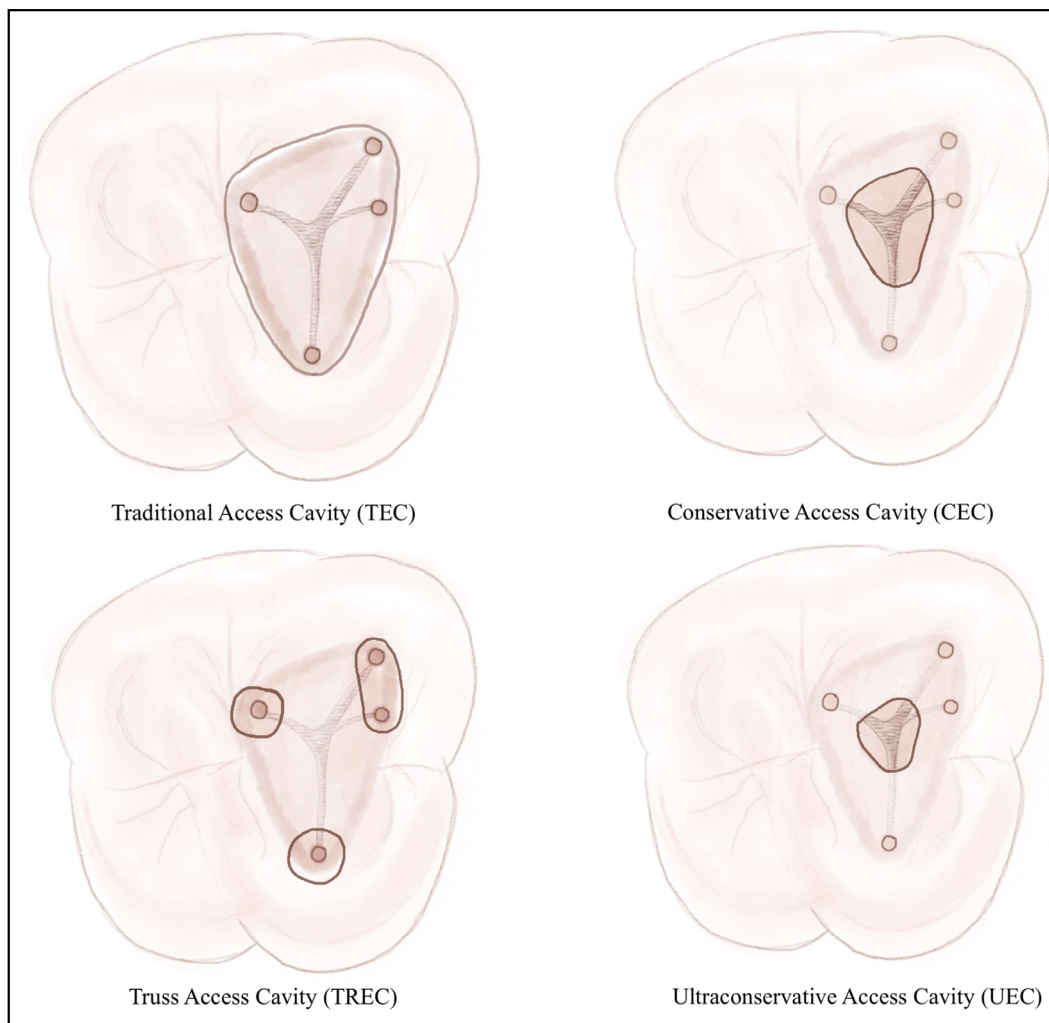 Traditional Access Cavity (TEC)
Conservative Access Cavity (CEC)
Truss Access Cavity (TREC)
Ultraconservative Access Cavity (UEC)